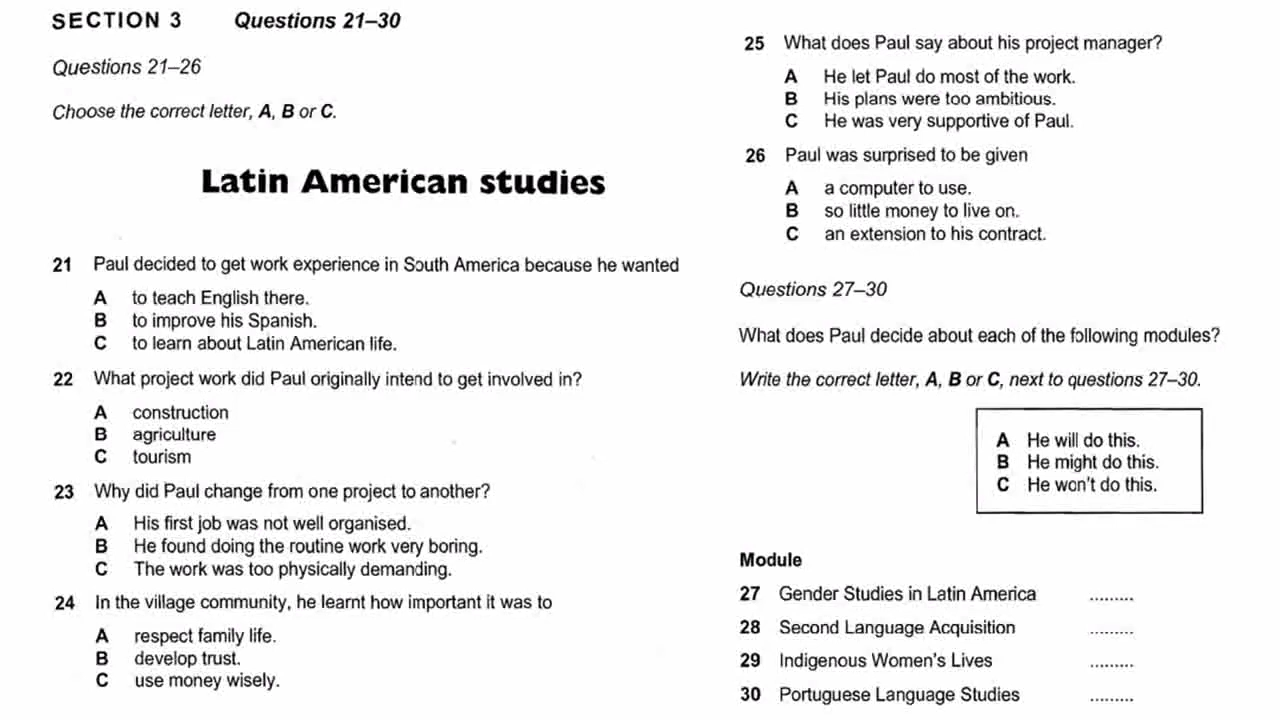 SECTION 3 Questions 21–30
Questions 21–26
Choose the correct letter, A, B or C.
Latin American studies
21 Paul decided to get work experience in South America because he wanted
A to teach English there.
B to improve his Spanish.
C to learn about Latin American life.
22 What project work did Paul originally intend to get involved in?
A construction
B agriculture
C tourism
23 Why did Paul change from one project to another?
A His first job was not well organised.
B He found doing the routine work very boring.
C The work was too physically demanding.
24 In the village community, he learnt how important it was to
A respect family life.
B develop trust.
C use money wisely.
25 What does Paul say about his project manager?
A He let Paul do most of the work.
B His plans were too ambitious.
C He was very supportive of Paul.
26 Paul was surprised to be given
A a computer to use.
B so little money to live on.
C an extension to his contract.
Questions 27–30
What does Paul decide about each of the following modules?
Write the correct letter, A, B or C, next to questions 27–30.
A He will do this.
B He might do this.
C He won't do this.
Module
27 Gender Studies in Latin America .........
28 Second Language Acquisition .........
29 Indigenous Women's Lives .........
30 Portuguese Language Studies .........